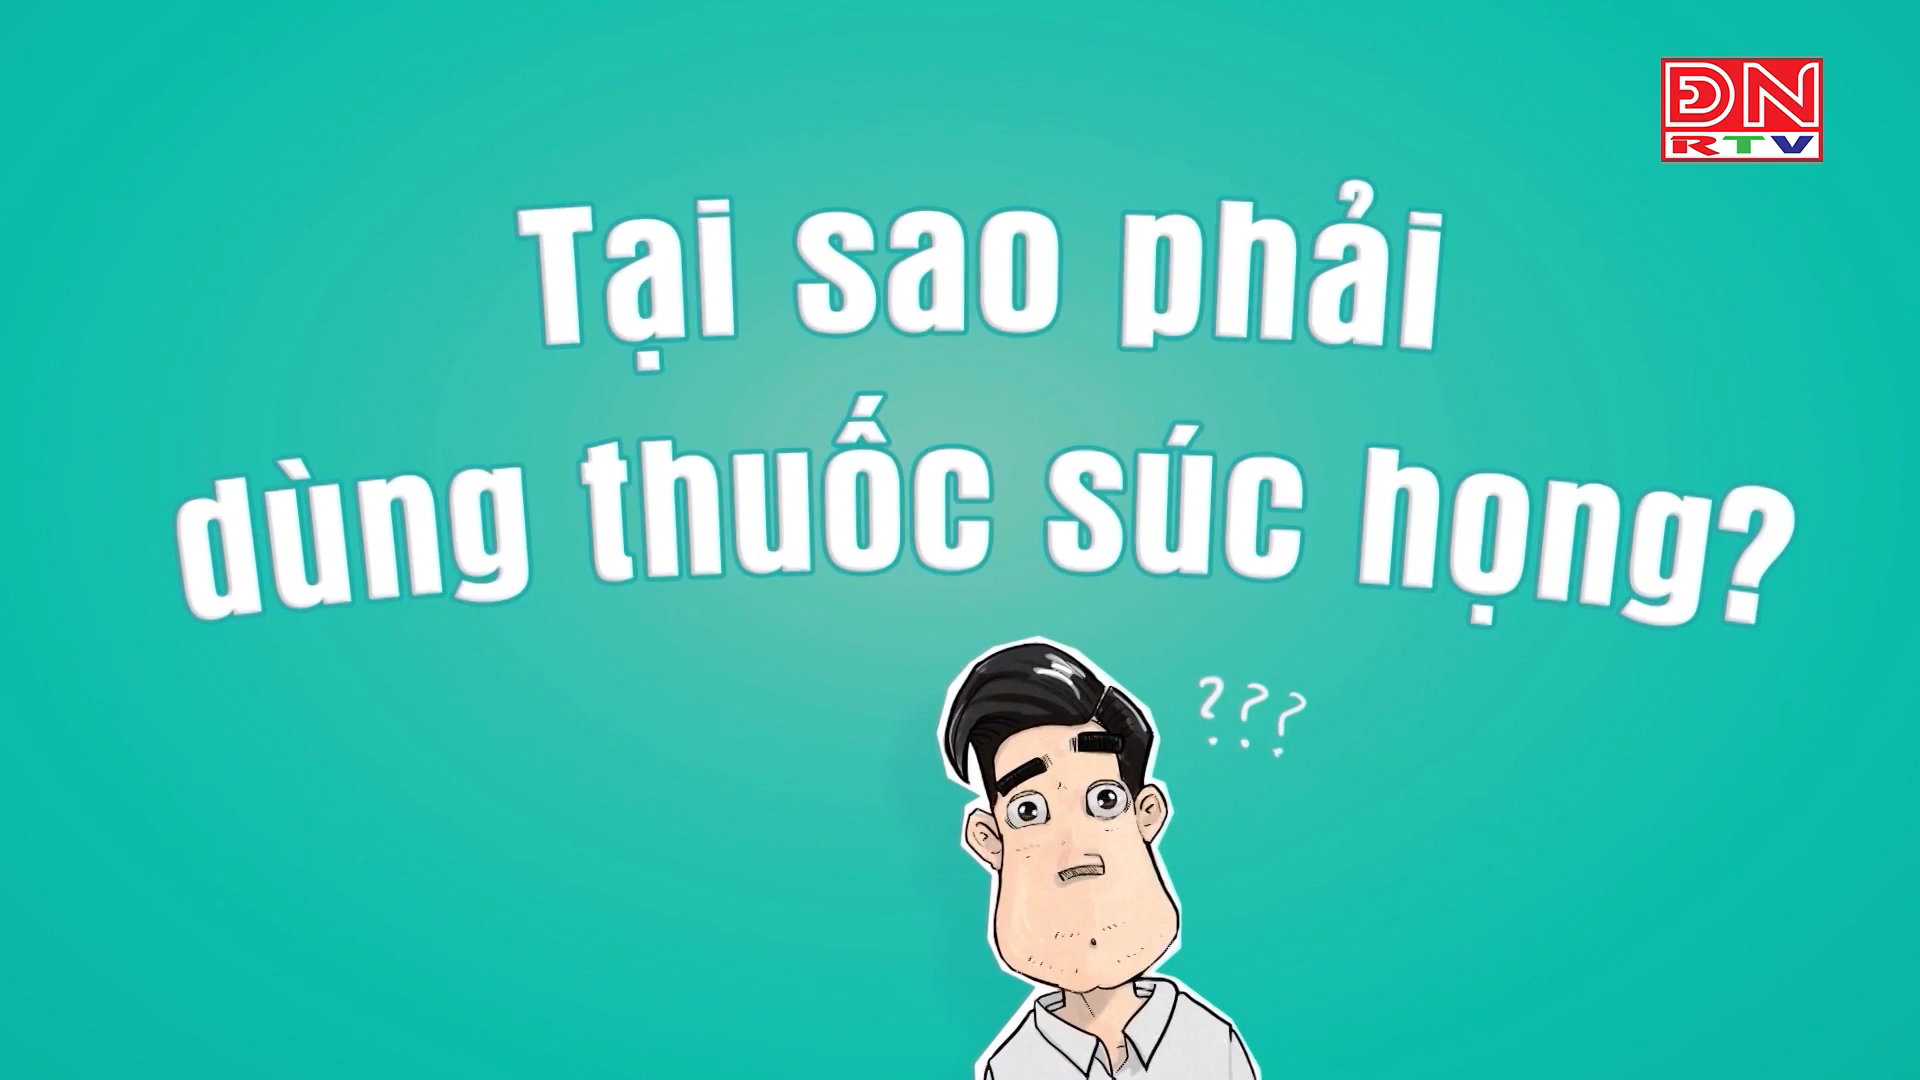 ĐN
RTV
Tại sao phải
dùng thuốc súc họng?
???